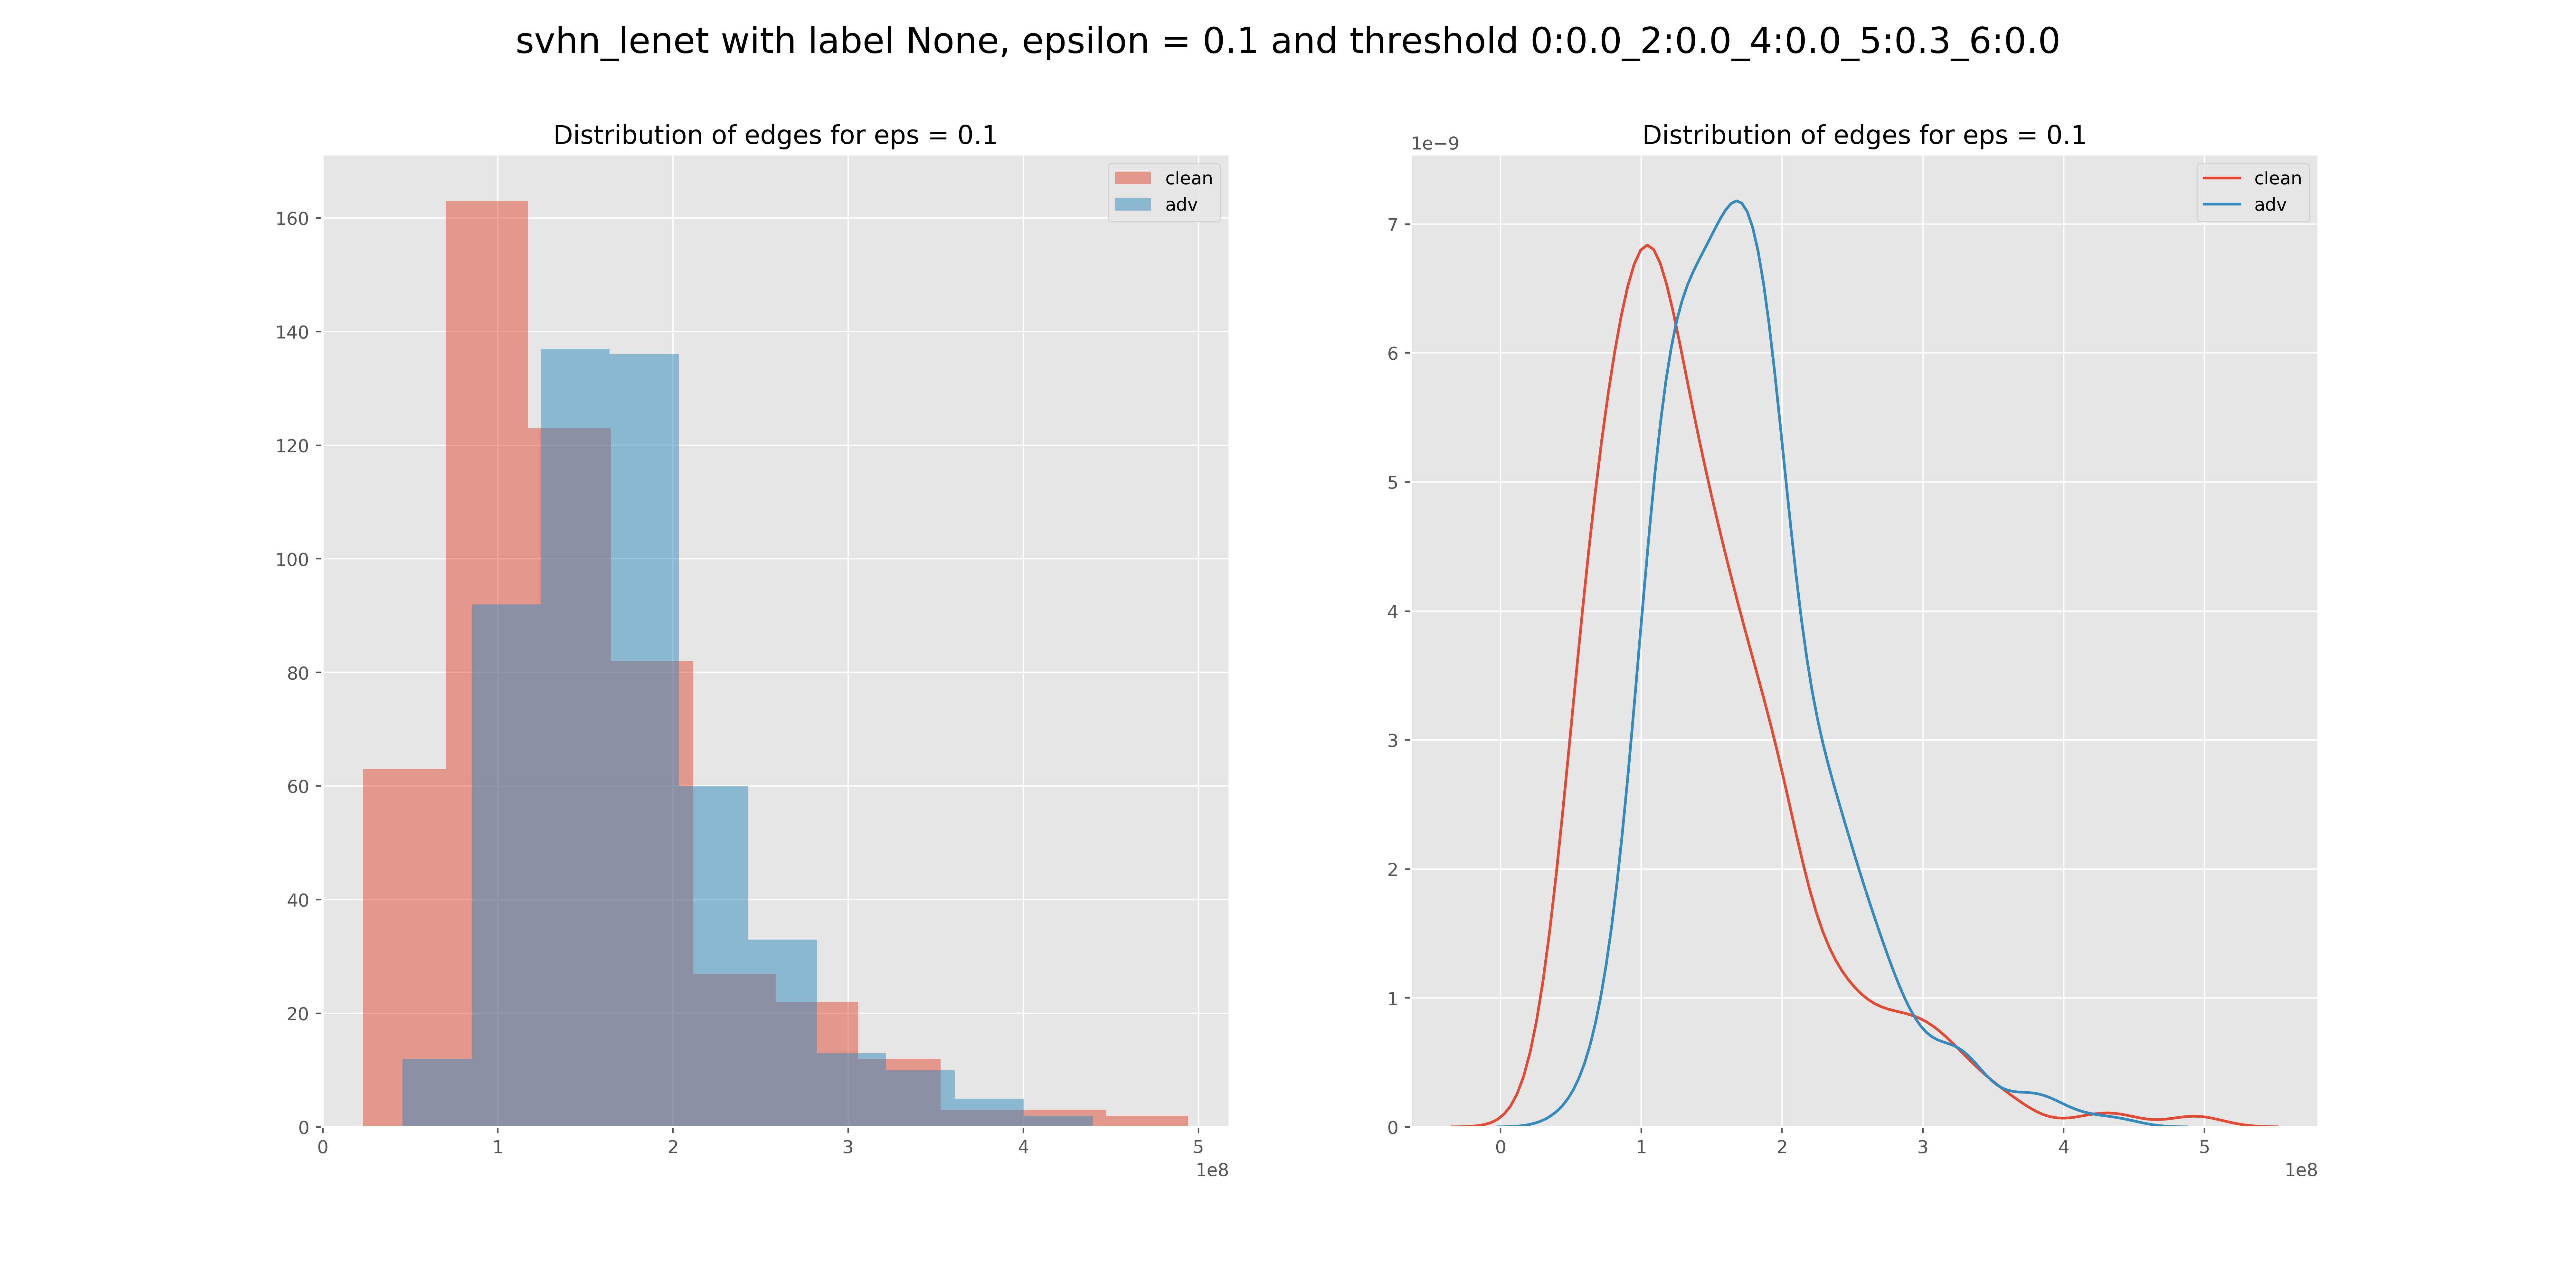 svhn_lenet with label None, epsilon = 0.1 and threshold 0:0.0_2:0.0_4:0.0_5:0.3_6:0.0
Distribution of edges for eps = 0.1
clean
adv
160
140
120
100
80
60
40
20
0
0 1 2 3 4 5
1e8
Distribution of edges for eps = 0.1
1e−9
clean
adv
7
6
5
4
3
2
1
0
0 1 2 3 4 5
1e8